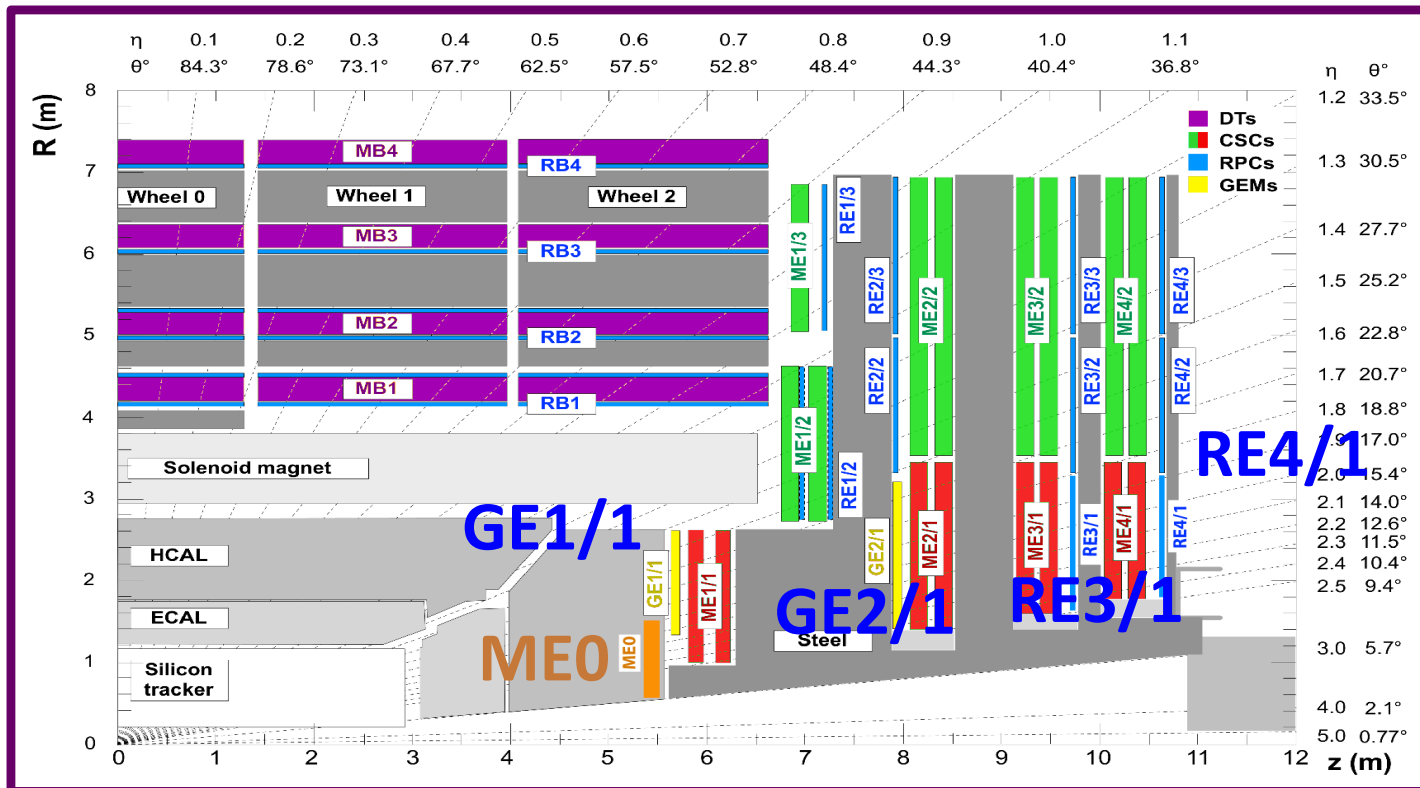 η 0.1 0.2 0.3 0.4 0.5 0.6 0.7 0.8 0.9 1.0 1.1
θ° 84.3° 78.6° 73.1° 67.7° 62.5° 57.5° 52.8° 48.4° 44.3° 40.4° 36.8° η θ°
R (m)
8
7
6
5
4
3
2
1
0
1.2 33.5°
1.3 30.5°
1.4 27.7°
1.5 25.2°
1.6 22.8°
1.7 20.7°
1.8 18.8°
1.9 17.0°
2.0 15.4°
2.1 14.0°
2.2 12.6°
2.3 11.5°
2.4 10.4°
2.5 9.4°
3.0 5.7°
4.0 2.1°
5.0 0.77°
DTs
CSCs
RPCs
GEMs
MB4
RB4
Wheel 0 Wheel 1 Wheel 2
MB3
RB3
MB2
RB2
MB1
RB1
Solenoid magnet
HCAL
ECAL
Silicon
tracker
Steel
ME1/3
RE1/3
RE2/3
ME2/2
ME3/2
RE3/3
ME4/2
RE4/3
ME1/2
RE1/2
RE2/2
RE3/2
RE4/2
GE1/1
ME1/1
ME0
GE2/1
ME2/1
ME3/1
RE3/1
ME4/1
RE4/1
GE1/1
ME0
GE2/1
RE3/1
RE4/1
0 1 2 3 4 5 6 7 8 9 10 11 12
z (m)